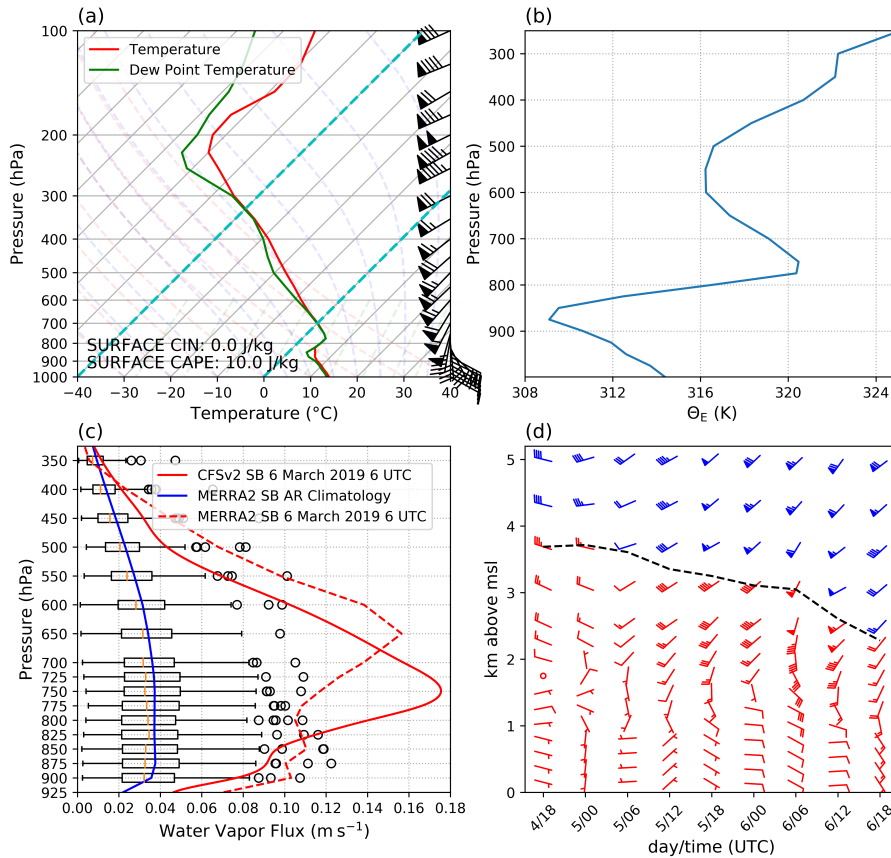 (a)
100
200
300
400
500
600
700
800
900
1000
Pressure (hPa)
Temperature
Dew Point Temperature
SURFACE CIN: 0.0 J/kg
SURFACE CAPE: 10.0 J/kg
−40 −30 −20 −10 0 10 20 30 40
Temperature (°C)
(b)
300
400
500
600
700
800
900
Pressure (hPa)
308 312 316 320 324
Θ_E (K)
(c)
350
400
450
500
550
600
650
700
725
750
775
800
825
850
875
900
925
Pressure (hPa)
CFSv2 SB 6 March 2019 6 UTC
MERRA2 SB AR Climatology
MERRA2 SB 6 March 2019 6 UTC
0.00 0.02 0.04 0.06 0.08 0.10 0.12 0.14 0.16 0.18
Water Vapor Flux (m s⁻¹)
(d)
5
4
3
2
1
0
km above msl
4/18 5/00 5/06 5/12 5/18 6/00 6/06 6/12 6/18
day/time (UTC)